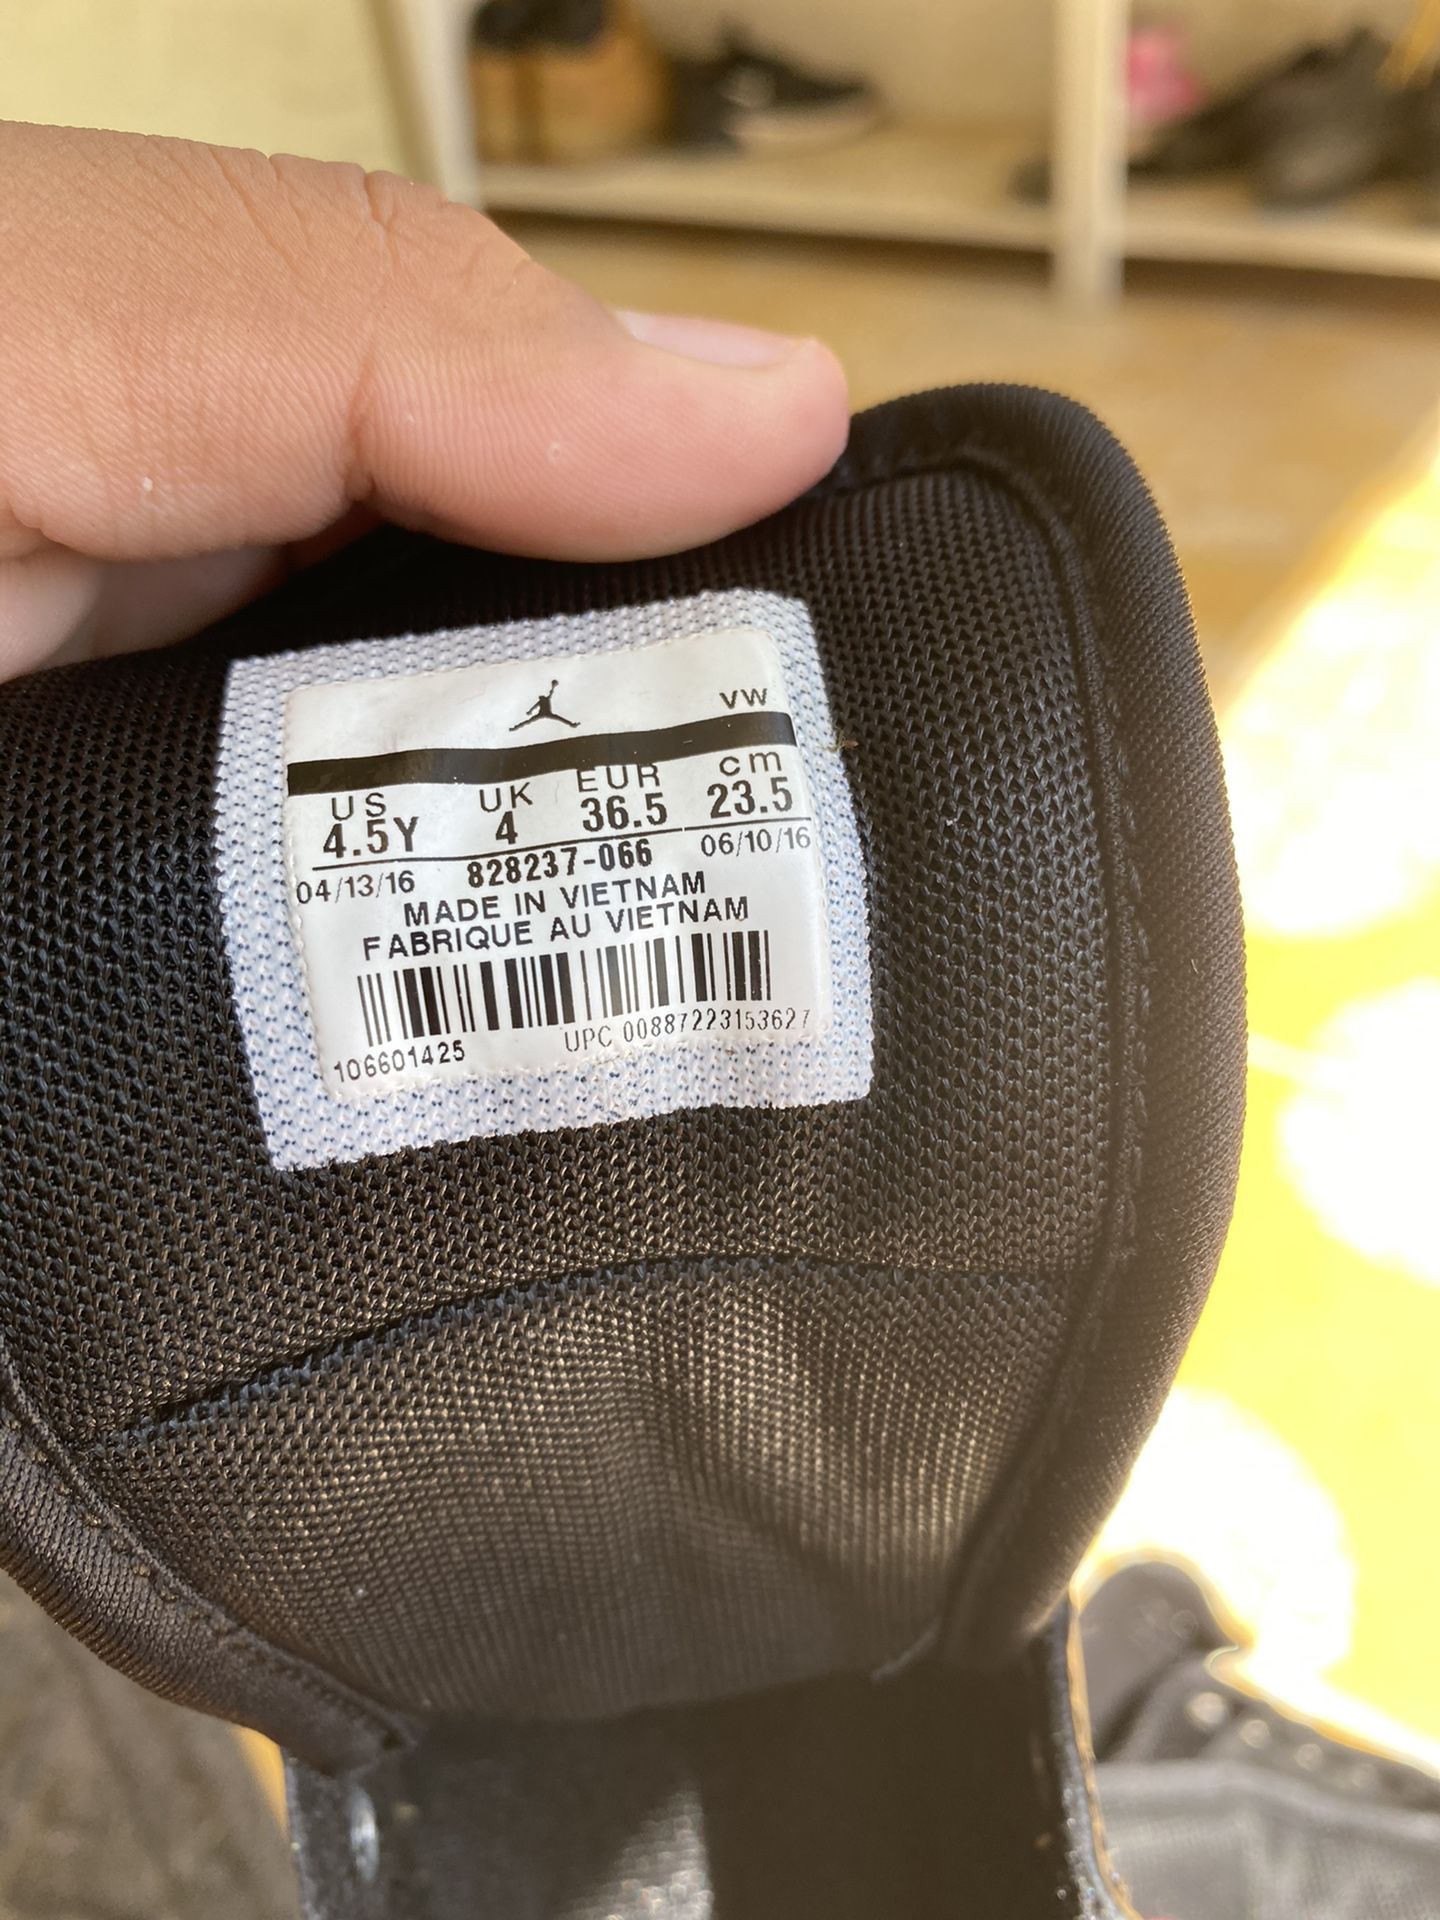 VW
US UK EUR cm
4.5Y 4 36.5 23.5
04/13/16 828237-066 06/10/16
MADE IN VIETNAM
FABRIQUE AU VIETNAM
106601425 UPC 00887223153627